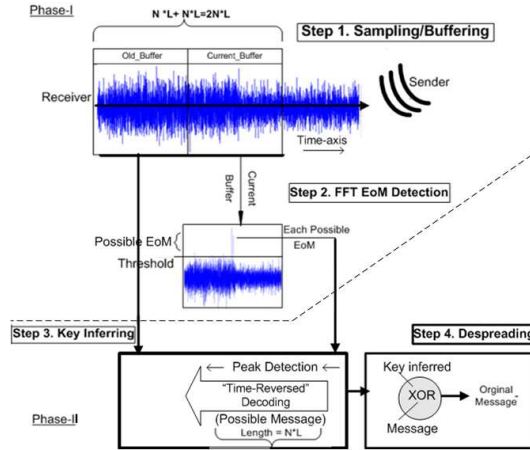 Phase-I
N *L+ N*L=2N*L
Step 1. Sampling/Buffering
Old_Buffer
Current_Buffer
Receiver
Sender
Time-axis
Current
Buffer
Step 2. FFT EoM Detection
Possible EoM
Each Possible
EoM
Threshold
Step 3. Key Inferring
Step 4. Despreading
Peak Detection
"Time-Reversed"
Decoding
(Possible Message)
Length = N*L
Phase-II
Key inferred
XOR
Message
Orginal
Message